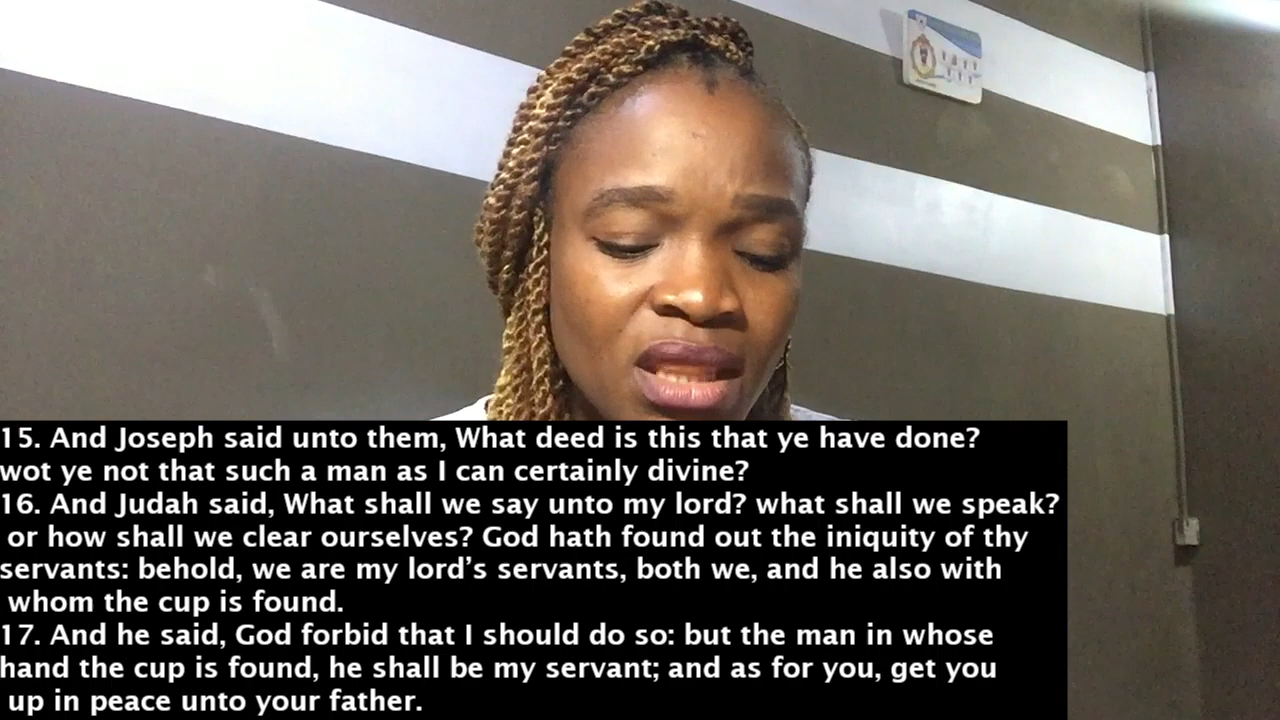 15. And Joseph said unto them, What deed is this that ye have done?
wot ye not that such a man as I can certainly divine?
16. And Judah said, What shall we say unto my lord? what shall we speak?
or how shall we clear ourselves? God hath found out the iniquity of thy
servants: behold, we are my lord’s servants, both we, and he also with
whom the cup is found.
17. And he said, God forbid that I should do so: but the man in whose
hand the cup is found, he shall be my servant; and as for you, get you
up in peace unto your father.